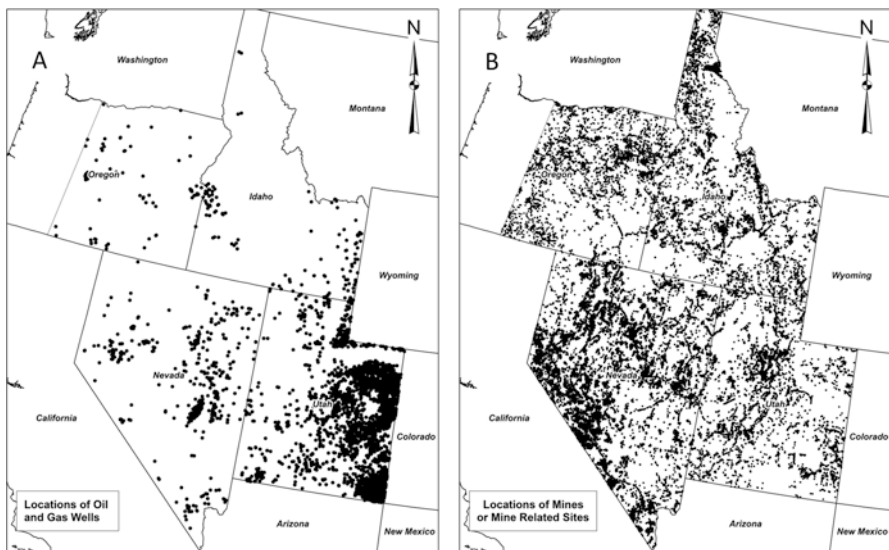 A
N
Washington
Montana
Oregon
Idaho
Wyoming
Nevada
Utah
California
Colorado
Locations of Oil
and Gas Wells
Arizona
New Mexico
B
N
Washington
Montana
Oregon
Idaho
Wyoming
Nevada
Utah
California
Colorado
Locations of Mines
or Mine Related Sites
Arizona
New Mexico